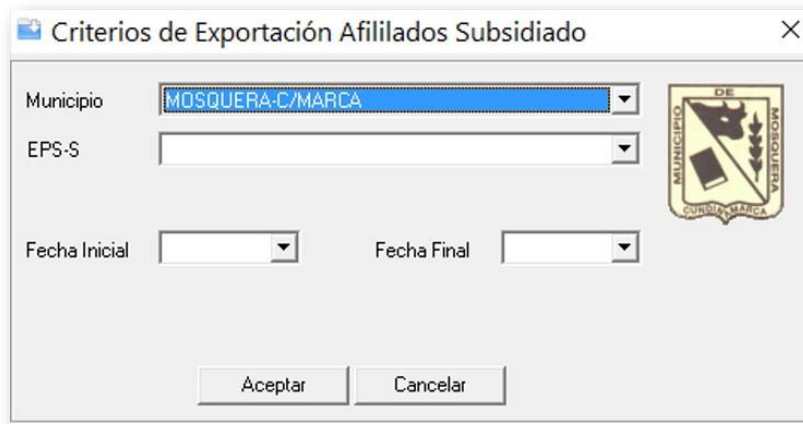 Criterios de Exportación Afililados Subsidiado
Municipio MOSQUERA-C/MARCA
EPS-S
Fecha Inicial Fecha Final
Aceptar Cancelar
MUNICIPIO DE MOSQUERA
CUNDINAMARCA